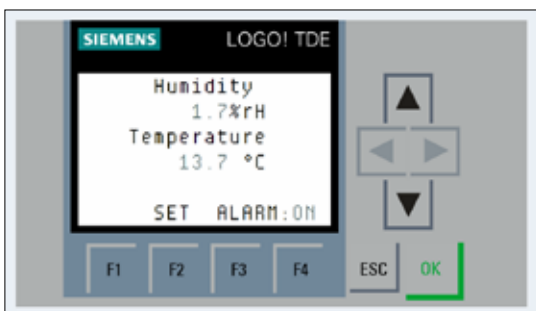 SIEMENS LOGO! TDE
Humidity
1.7%rH
Temperature
13.7 °C
SET ALARM:ON
F1 F2 F3 F4 ESC OK